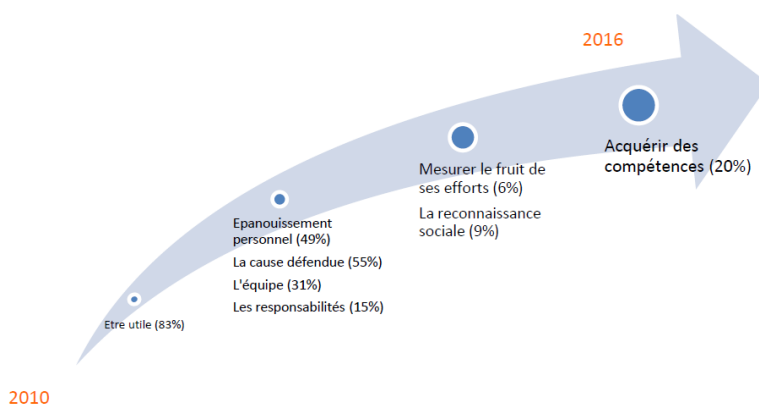 2016
Acquérir des
compétences (20%)
Mesurer le fruit de
ses efforts (6%)
La reconnaissance
sociale (9%)
Epanouissement
personnel (49%)
La cause défendue (55%)
L'équipe (31%)
Les responsabilités (15%)
Etre utile (83%)
2010